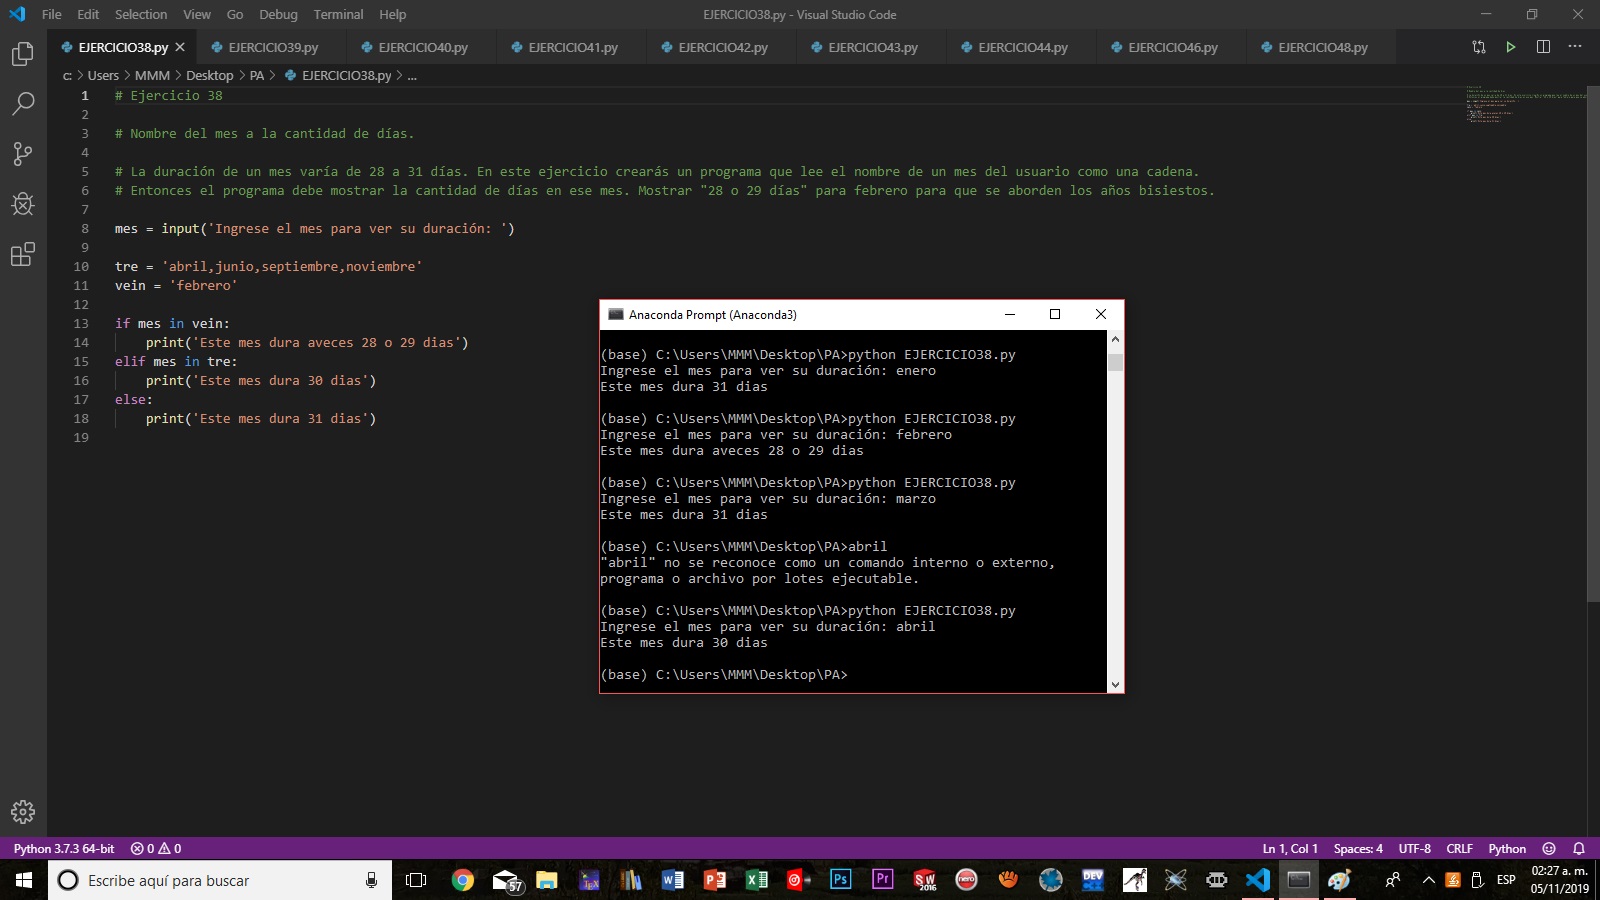 File Edit Selection View Go Debug Terminal Help
EJERCICIO38.py - Visual Studio Code
EJERCICIO38.py EJERCICIO39.py EJERCICIO40.py EJERCICIO41.py EJERCICIO42.py EJERCICIO43.py EJERCICIO44.py EJERCICIO46.py EJERCICIO48.py
c: > Users > MMM > Desktop > PA > EJERCICIO38.py > ...
1 # Ejercicio 38
2
3 # Nombre del mes a la cantidad de días.
4
5 # La duración de un mes varía de 28 a 31 días. En este ejercicio crearás un programa que lee el nombre de un mes del usuario como una cadena.
6 # Entonces el programa debe mostrar la cantidad de días en ese mes. Mostrar "28 o 29 días" para febrero para que se aborden los años bisiestos.
7
8 mes = input('Ingrese el mes para ver su duración: ')
9
10 tre = 'abril,junio,septiembre,noviembre'
11 vein = 'febrero'
12
13 if mes in vein:
14 print('Este mes dura aveces 28 o 29 dias')
15 elif mes in tre:
16 print('Este mes dura 30 dias')
17 else:
18 print('Este mes dura 31 dias')
19
Anaconda Prompt (Anaconda3)
(base) C:\Users\MMM\Desktop\PA>python EJERCICIO38.py
Ingrese el mes para ver su duración: enero
Este mes dura 31 dias
(base) C:\Users\MMM\Desktop\PA>python EJERCICIO38.py
Ingrese el mes para ver su duración: febrero
Este mes dura aveces 28 o 29 dias
(base) C:\Users\MMM\Desktop\PA>python EJERCICIO38.py
Ingrese el mes para ver su duración: marzo
Este mes dura 31 dias
(base) C:\Users\MMM\Desktop\PA>abril
"abril" no se reconoce como un comando interno o externo,
programa o archivo por lotes ejecutable.
(base) C:\Users\MMM\Desktop\PA>python EJERCICIO38.py
Ingrese el mes para ver su duración: abril
Este mes dura 30 dias
(base) C:\Users\MMM\Desktop\PA>
Python 3.7.3 64-bit 0 0 Ln 1, Col 1 Spaces: 4 UTF-8 CRLF Python
Escribe aquí para buscar
57
Ps
Pr
SW 2016
nero
DEV
ESP
02:27 a. m.
05/11/2019